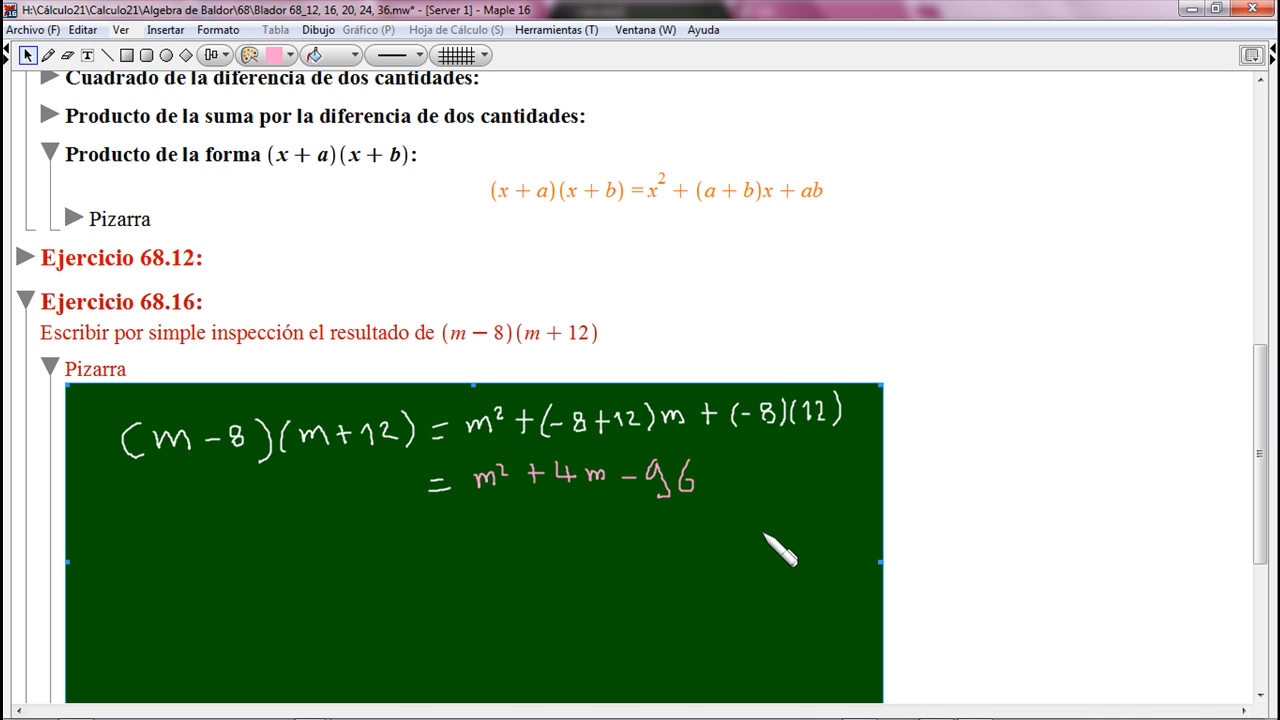 H:\Cálculo21\Calculo21\Algebra de Baldor\68\Blador 68_12, 16, 20, 24, 36.mw* - [Server 1] - Maple 16
Archivo (F) Editar Ver Insertar Formato Tabla Dibujo Gráfico (P) Hoja de Cálculo (S) Herramientas (T) Ventana (W) Ayuda
Cuadrado de la diferencia de dos cantidades:
Producto de la suma por la diferencia de dos cantidades:
Producto de la forma (x + a)(x + b):
(x + a)(x + b) = x² + (a + b)x + ab
Pizarra
Ejercicio 68.12:
Ejercicio 68.16:
Escribir por simple inspección el resultado de (m − 8)(m + 12)
Pizarra
(m − 8)(m + 12) = m² + (−8 + 12)m + (−8)(12)
= m² + 4m − 96